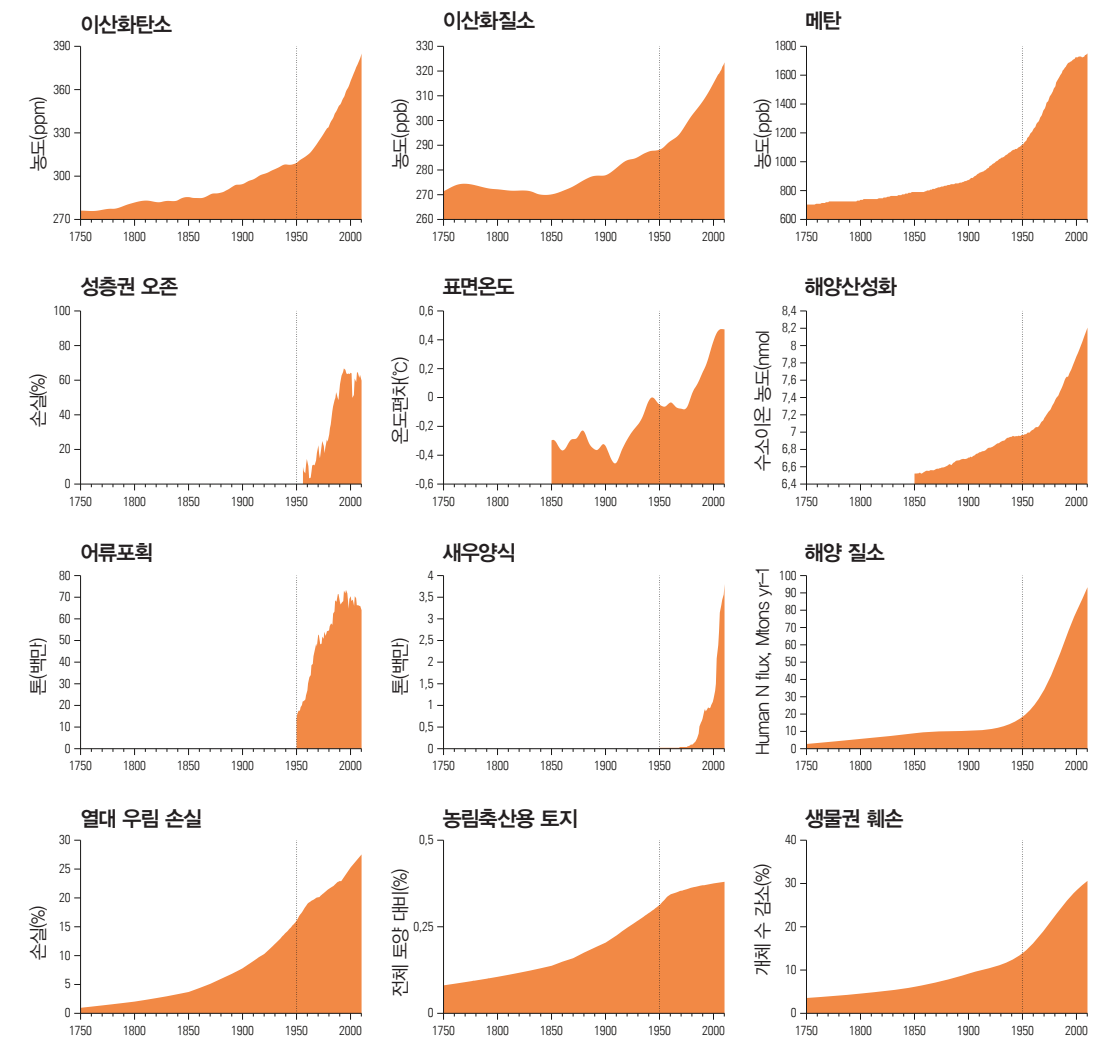 이산화탄소
농도(ppm)
390
360
330
300
270
1750 1800 1850 1900 1950 2000
이산화질소
농도(ppb)
330
320
310
300
290
280
270
260
1750 1800 1850 1900 1950 2000
메탄
농도(ppb)
1800
1600
1400
1200
1000
800
600
1750 1800 1850 1900 1950 2000
성층권 오존
손실(%)
100
80
60
40
20
0
1750 1800 1850 1900 1950 2000
표면온도
온도편차(℃)
0,6
0,4
0,2
0
-0,2
-0,4
-0,6
1750 1800 1850 1900 1950 2000
해양산성화
수소이온 농도(nmol
8,4
8,2
8
7,8
7,6
7,4
7,2
7
6,8
6,6
6,4
1750 1800 1850 1900 1950 2000
어류포획
톤(백만)
80
70
60
50
40
30
20
10
0
1750 1800 1850 1900 1950 2000
새우양식
톤(백만)
4
3,5
3
2,5
2
1,5
1
0,5
0
1750 1800 1850 1900 1950 2000
해양 질소
Human N flux, Mtons yr–1
100
90
80
70
60
50
40
30
20
10
0
1750 1800 1850 1900 1950 2000
열대 우림 손실
손실(%)
30
25
20
15
10
5
0
1750 1800 1850 1900 1950 2000
농림축산용 토지
전체 토양 대비(%)
0,5
0,25
0
1750 1800 1850 1900 1950 2000
생물권 훼손
개체 수 감소(%)
40
30
20
10
0
1750 1800 1850 1900 1950 2000